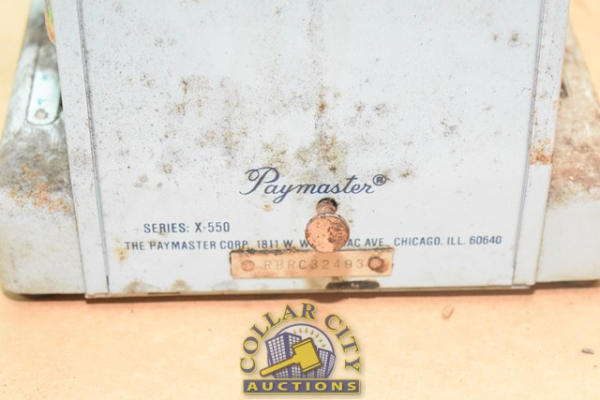 Paymaster®
SERIES: X-550
THE PAYMASTER CORP. 1811 W. AC AVE. CHICAGO. ILL. 60640
RBRC32493
COLLAR CITY
AUCTIONS